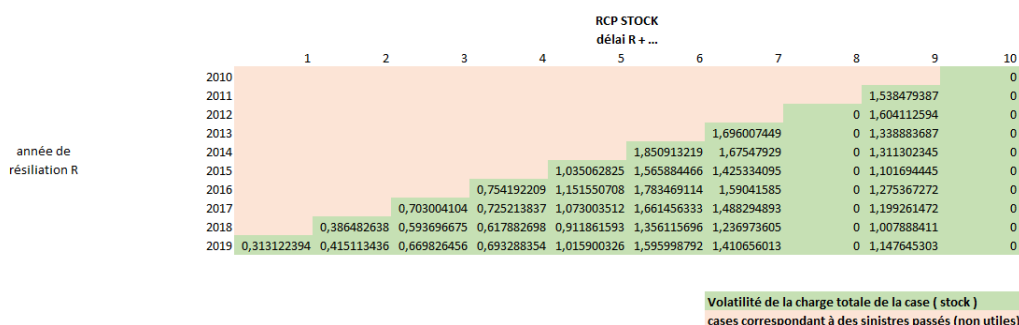 RCP STOCK
délai R + ...
1 2 3 4 5 6 7 8 9 10
2010 0
2011 1,538479387 0
2012 0 1,604112594 0
2013 1,696007449 0 1,338883687 0
2014 1,850913219 1,67547929 0 1,311302345 0
2015 1,035062825 1,565884466 1,425334095 0 1,101694445 0
2016 0,754192209 1,151550708 1,783469114 1,59041585 0 1,275367272 0
2017 0,703004104 0,725213837 1,073003512 1,661456333 1,488294893 0 1,199261472 0
2018 0,386482638 0,593696675 0,617882698 0,911861593 1,356115696 1,236973605 0 1,007888411 0
2019 0,313122394 0,415113436 0,669826456 0,693288354 1,015900326 1,595998792 1,410656013 0 1,147645303 0
année de
résiliation R
Volatilité de la charge totale de la case ( stock )
cases correspondant à des sinistres passés (non utiles)